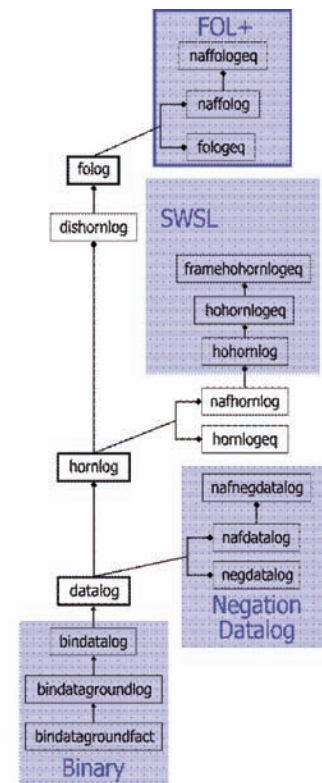 FOL+
naffologeq
naffolog
fologeq
folog
dishornlog
SWSL
framehohornlogeq
hohornlogeq
hohornlog
nafhornlog
hornlogeq
hornlog
nafnegdatalog
nafdatalog
negdatalog
datalog
Negation
Datalog
bindatalog
bindatagroundlog
bindatagroundfact
Binary